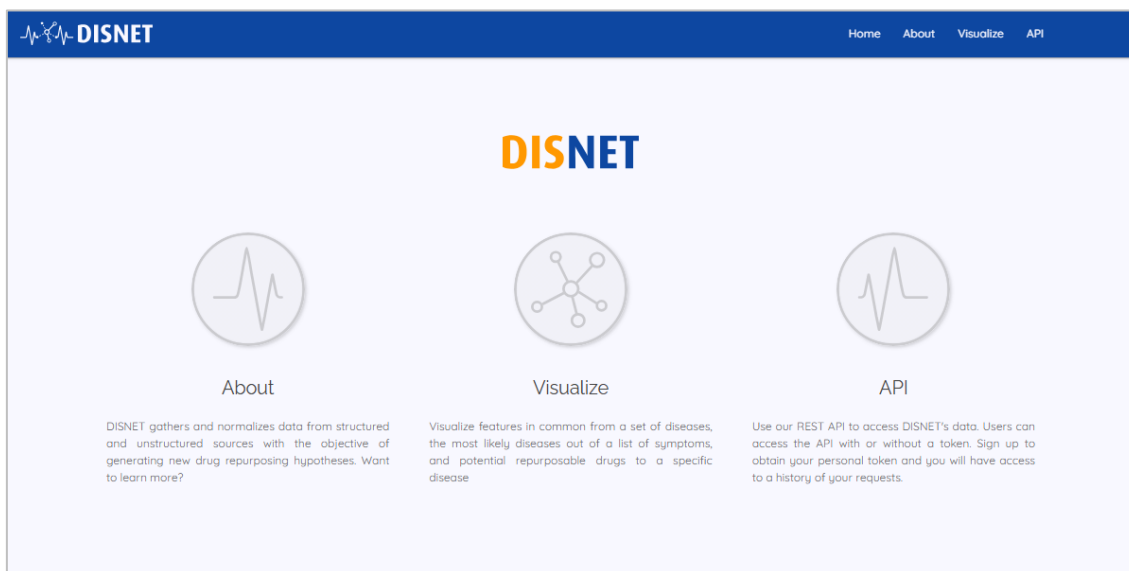 DISNET
Home About Visualize API
DISNET
About
DISNET gathers and normalizes data from structured
and unstructured sources with the objective of
generating new drug repurposing hypotheses. Want
to learn more?
Visualize
Visualize features in common from a set of diseases,
the most likely diseases out of a list of symptoms,
and potential repurposable drugs to a specific
disease
API
Use our REST API to access DISNET's data. Users can
access the API with or without a token. Sign up to
obtain your personal token and you will have access
to a history of your requests.